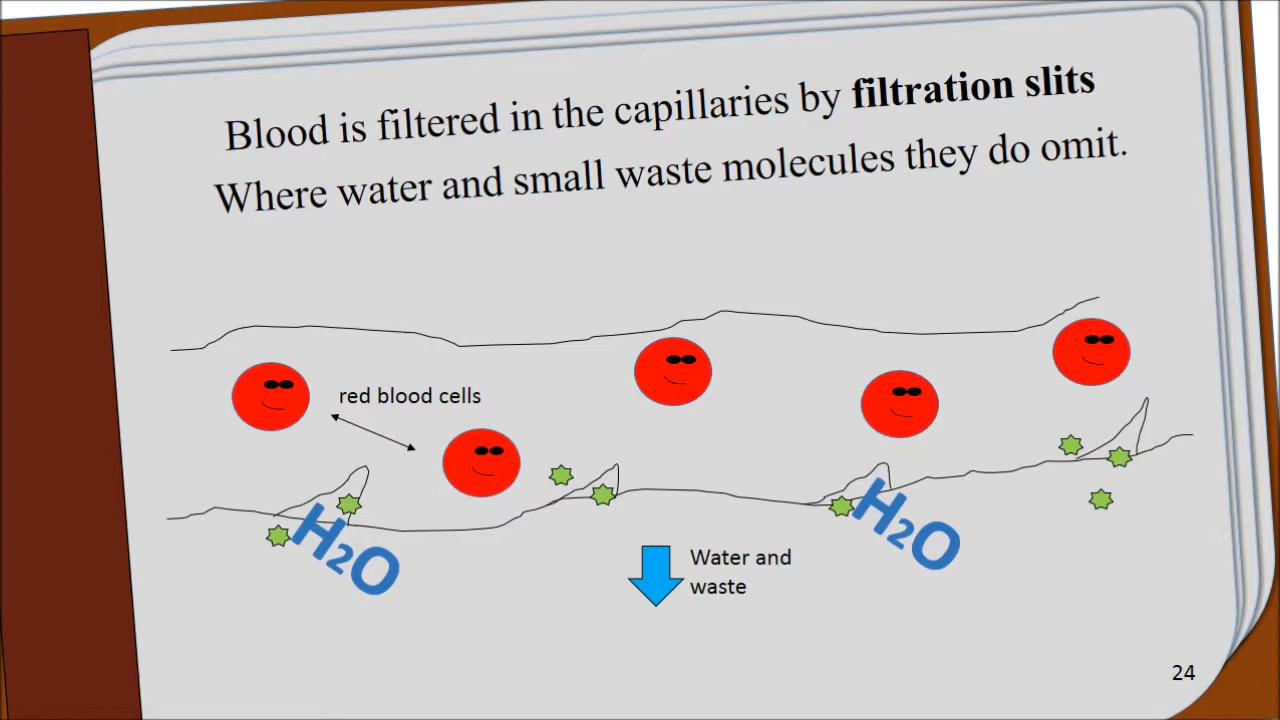 Blood is filtered in the capillaries by filtration slits
Where water and small waste molecules they do omit.
red blood cells
H₂O
H₂O
Water and
waste
24